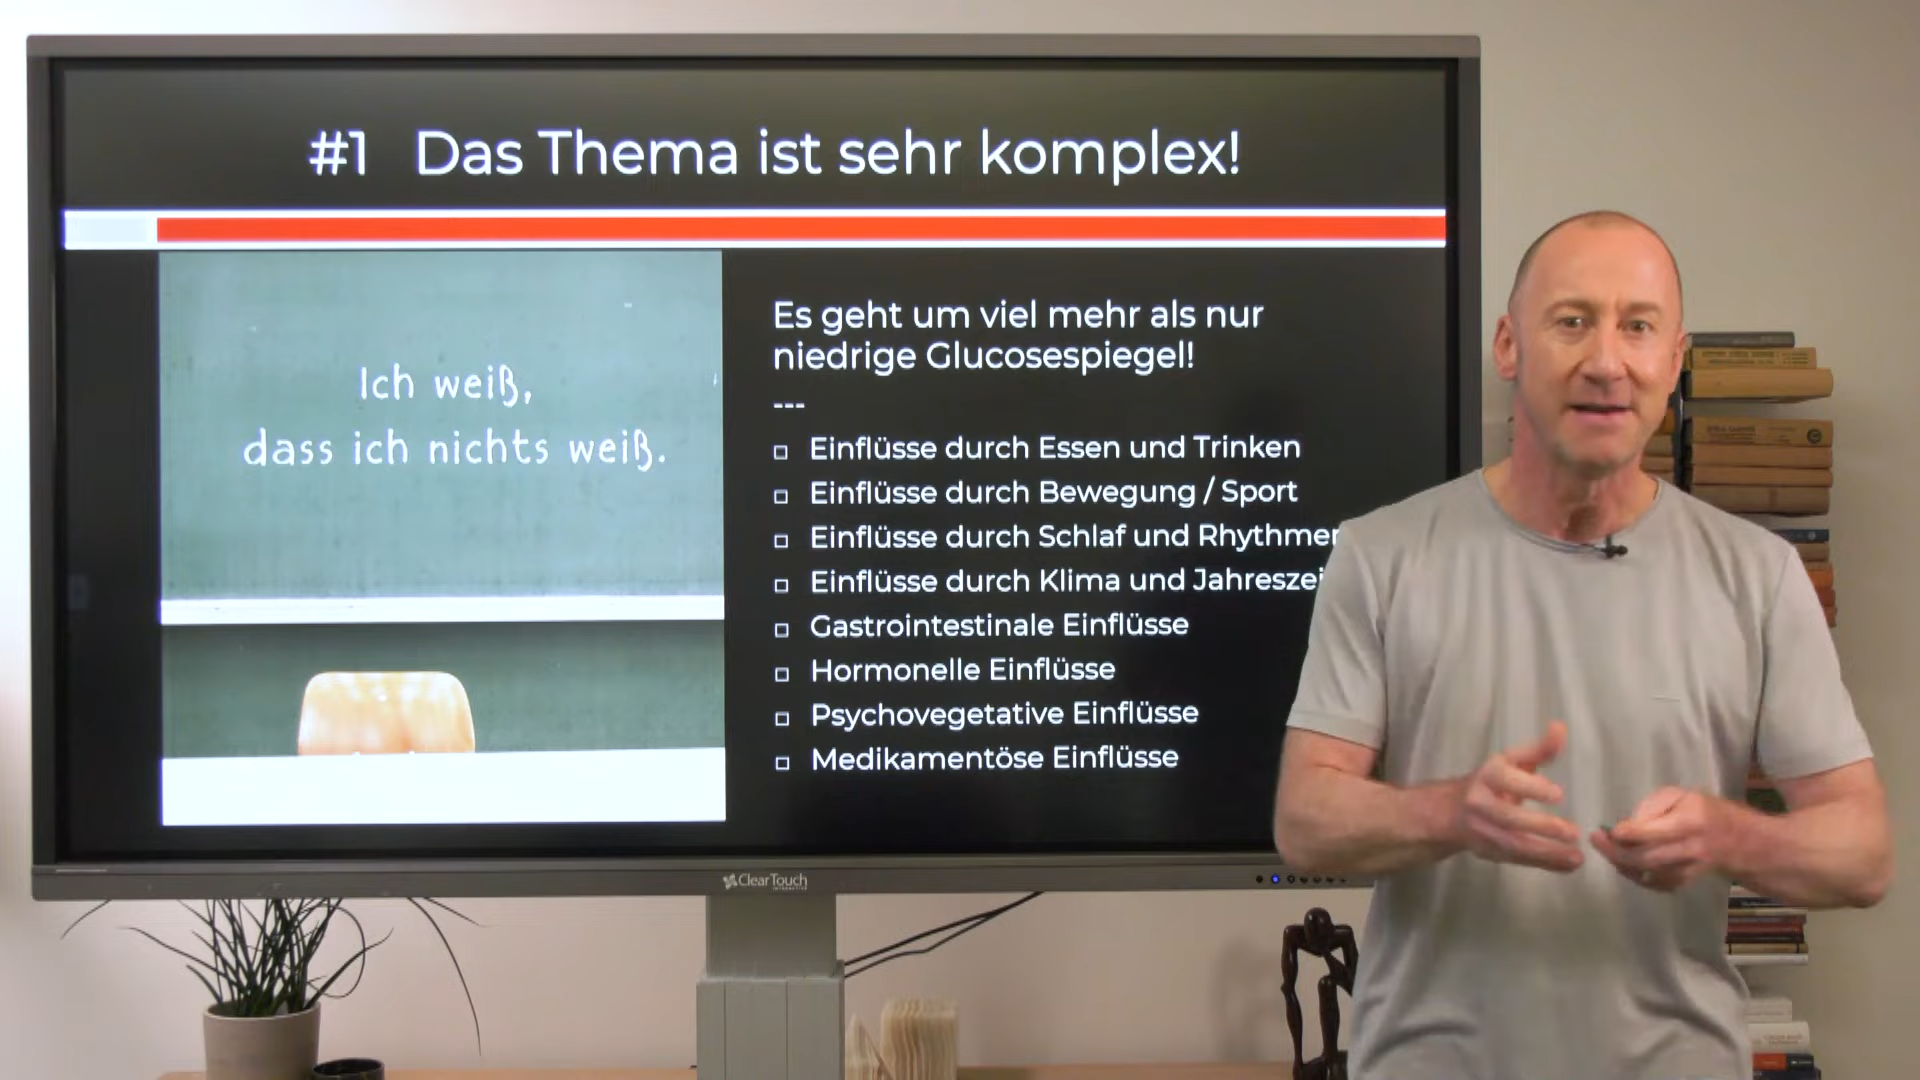 #1 Das Thema ist sehr komplex!
Ich weiß,
dass ich nichts weiß.
Es geht um viel mehr als nur
niedrige Glucosespiegel!
---
Einflüsse durch Essen und Trinken
Einflüsse durch Bewegung / Sport
Einflüsse durch Schlaf und
Einflüsse durch Klima und
Gastrointestinale Einflüsse
Hormonelle Einflüsse
Psychovegetative Einflüsse
Medikamentöse Einflüsse
ClearTouch